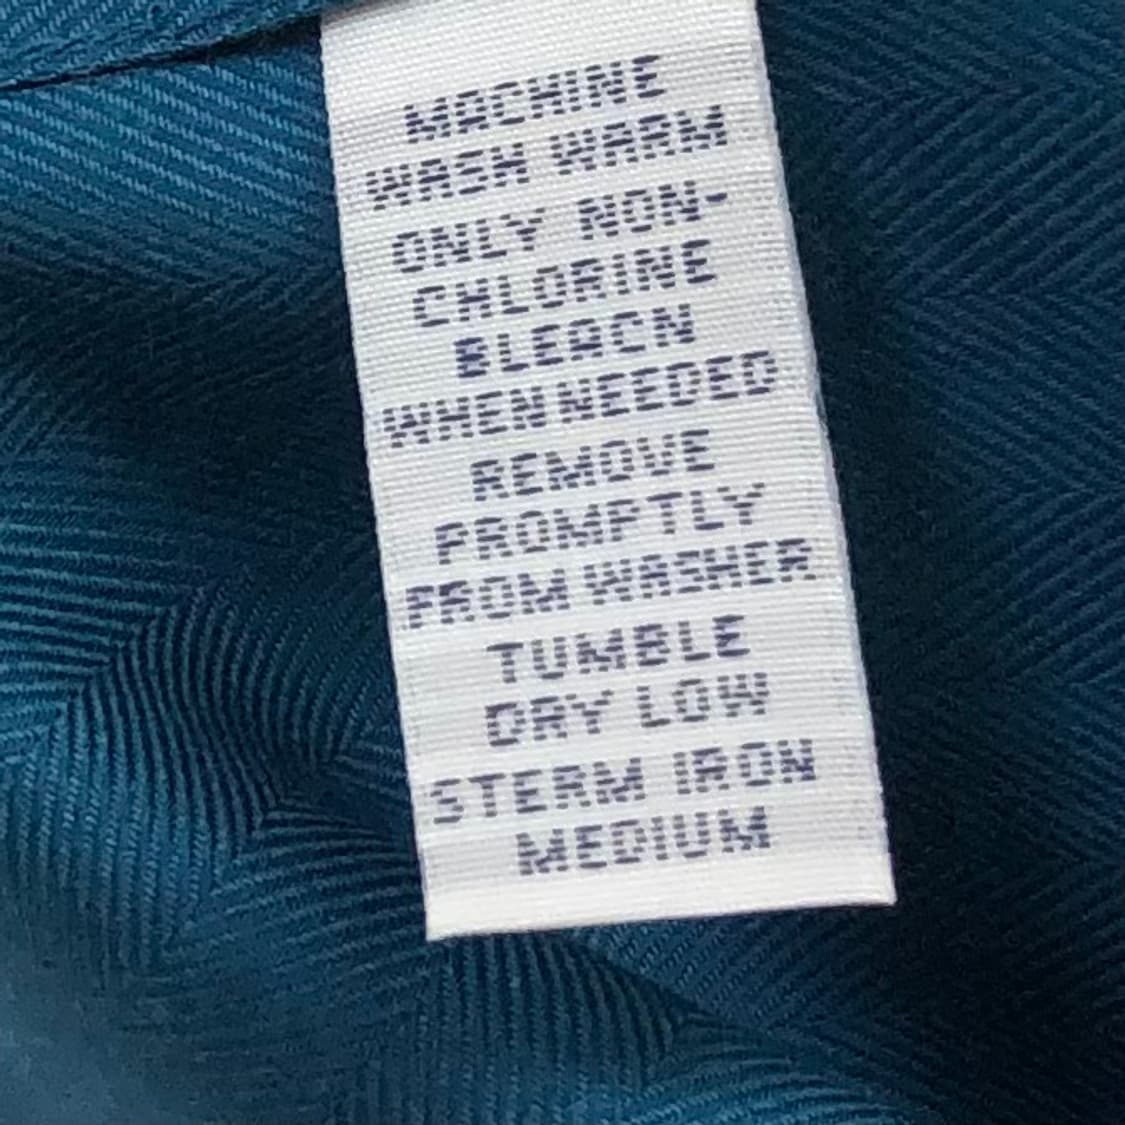 MACHINE
WASH WARM
ONLY NON-
CHLORINE
BLEACN
WHEN NEEDED
REMOVE
PROMPTLY
FROM WASHER
TUMBLE
DRY LOW
STERM IRON
MEDIUM